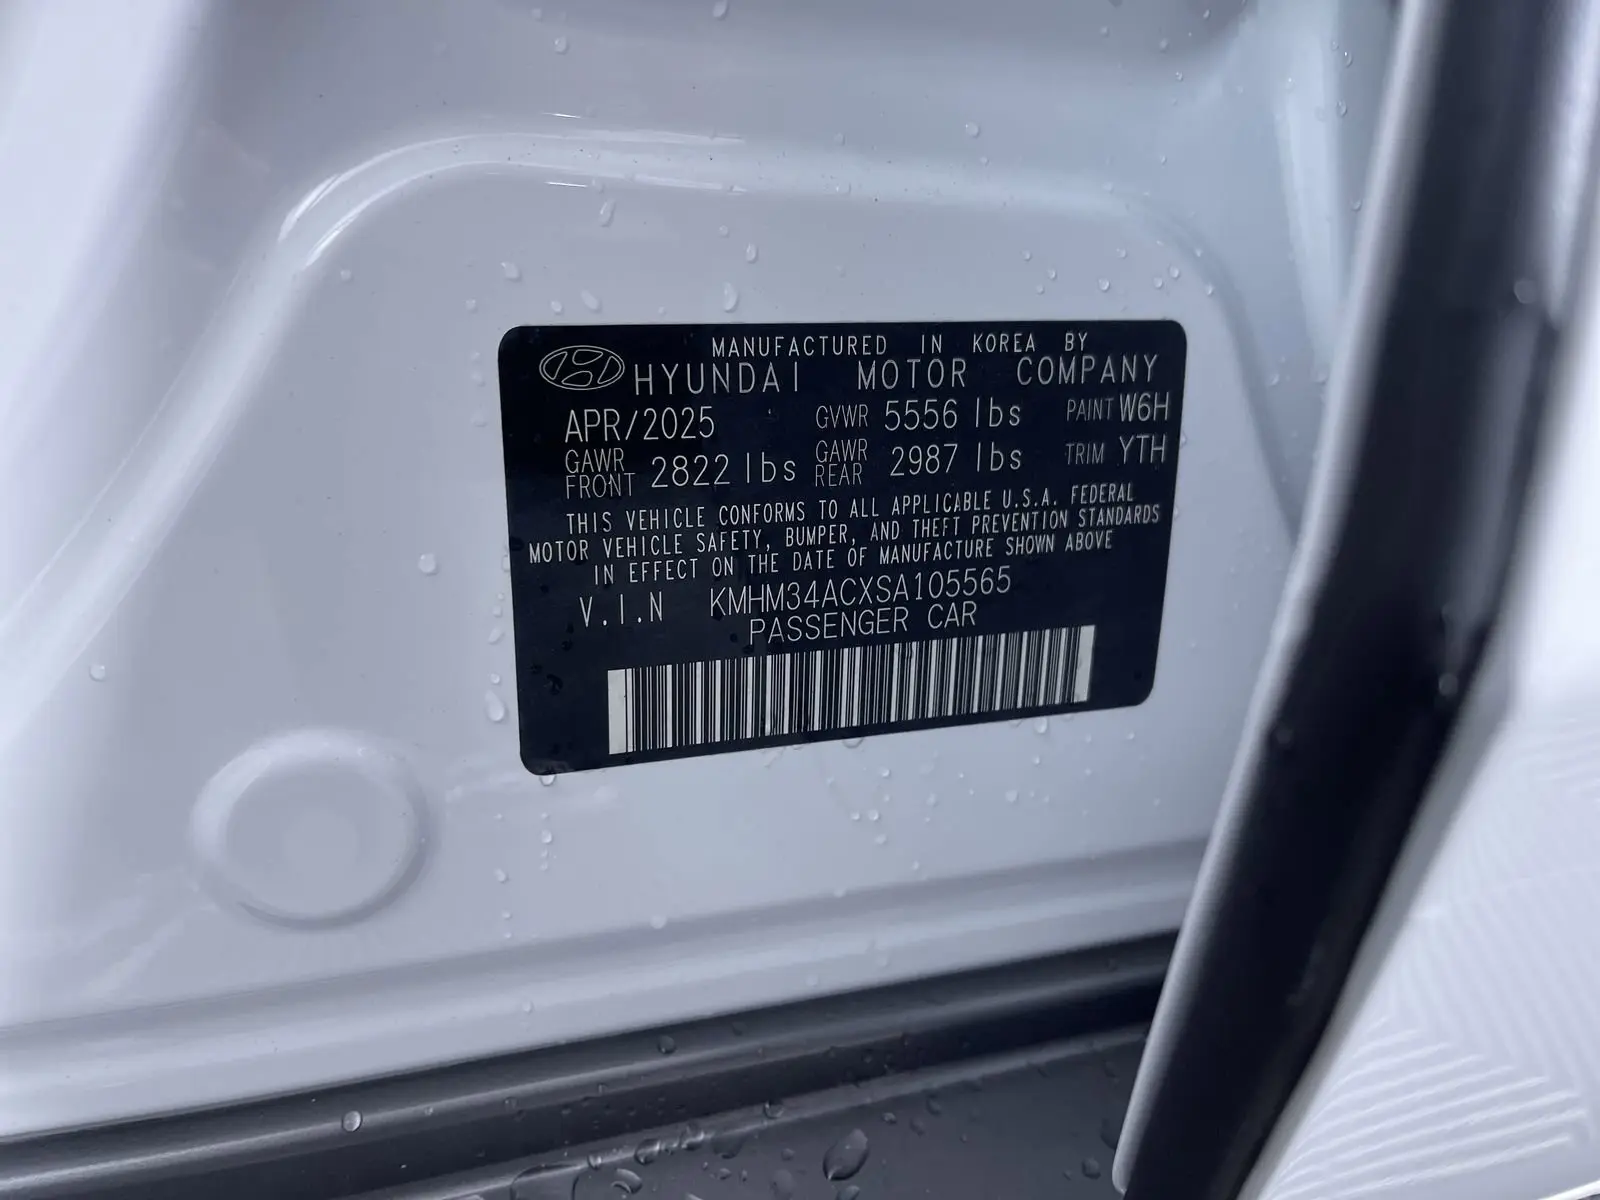 MANUFACTURED IN KOREA BY
HYUNDAI MOTOR COMPANY
APR/2025 GVWR 5556 lbs PAINT W6H
GAWR FRONT 2822 lbs GAWR REAR 2987 lbs TRIM YTH
THIS VEHICLE CONFORMS TO ALL APPLICABLE U.S.A. FEDERAL
MOTOR VEHICLE SAFETY, BUMPER, AND THEFT PREVENTION STANDARDS
IN EFFECT ON THE DATE OF MANUFACTURE SHOWN ABOVE
V.I.N KMHM34ACXSA105565
PASSENGER CAR